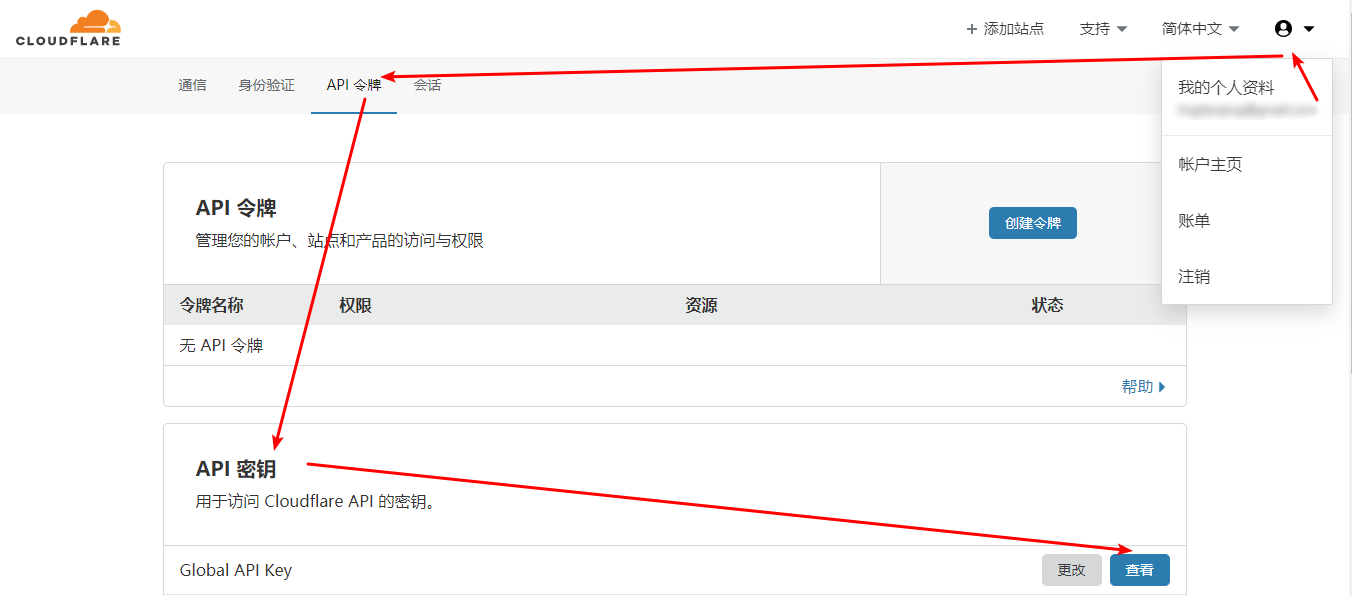 CLOUDFLARE
添加站点 支持 简体中文
通信 身份验证 API 令牌 会话
我的个人资料
帐户主页
账单
注销
API 令牌
管理您的帐户、站点和产品的访问与权限
创建令牌
令牌名称 权限 资源 状态
无 API 令牌
帮助
API 密钥
用于访问 Cloudflare API 的密钥。
Global API Key 更改 查看